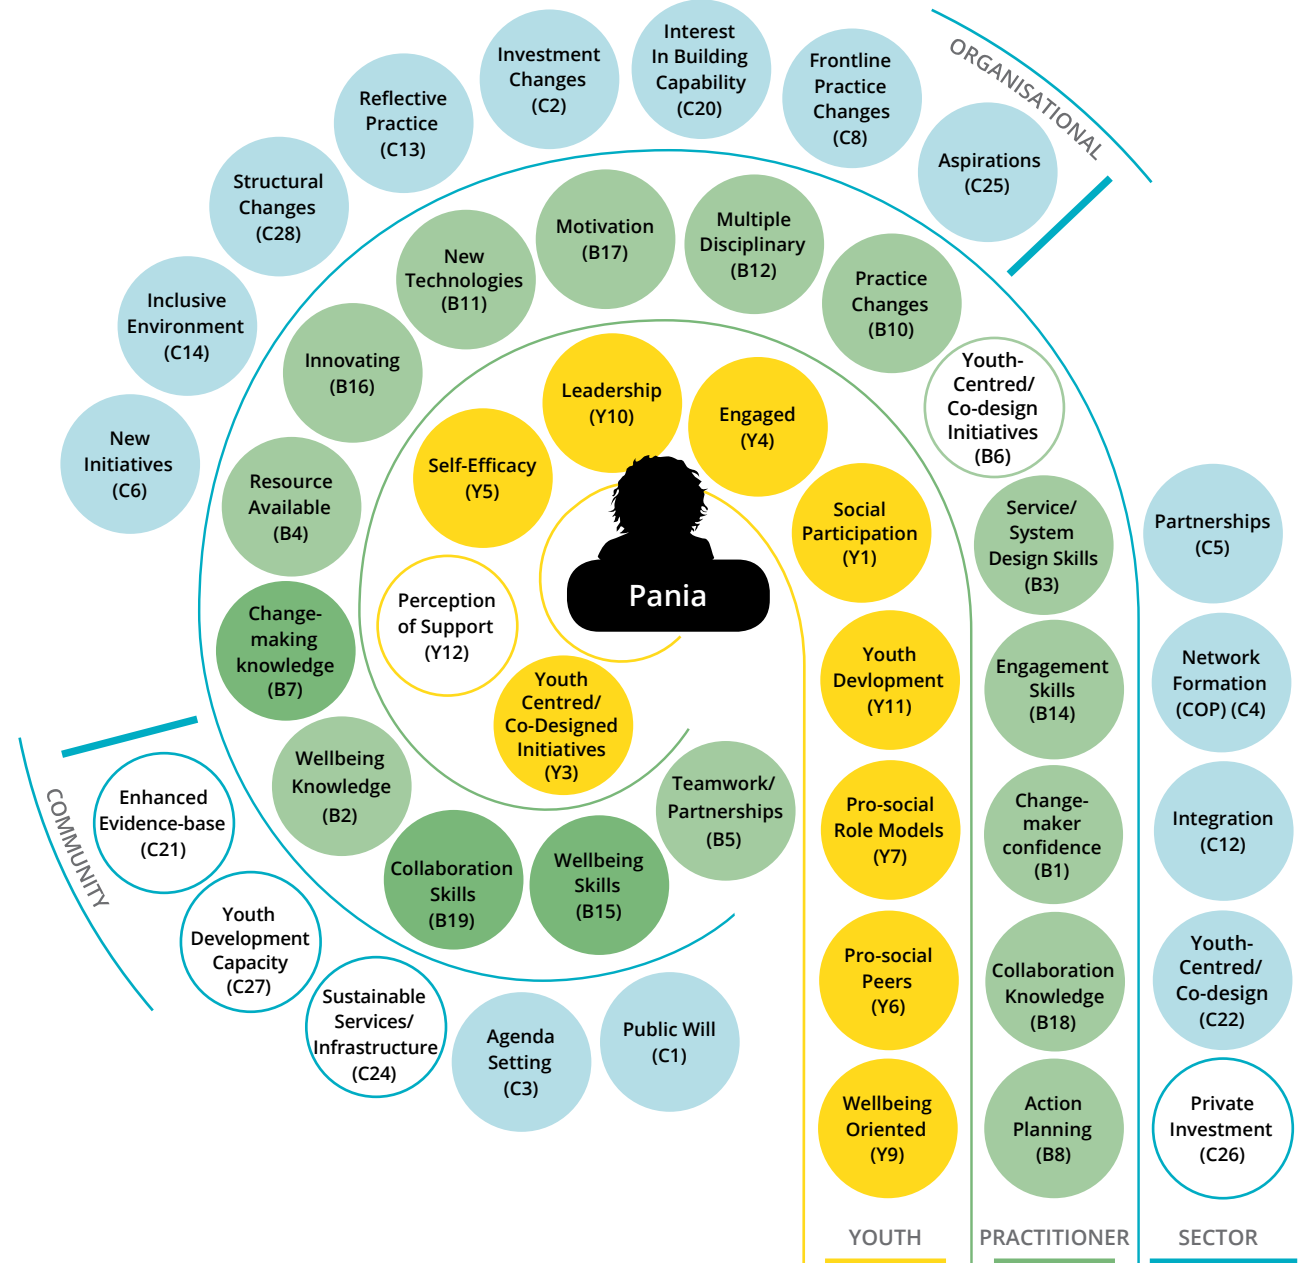 Interest
In Building
Capability
(C20)
Investment
Changes
(C2)
Frontline
Practice
Changes
(C8)
ORGANISATIONAL
Reflective
Practice
(C13)
Aspirations
(C25)
Structural
Changes
(C28)
Inclusive
Environment
(C14)
New
Initiatives
(C6)
Motivation
(B17)
Multiple
Disciplinary
(B12)
New
Technologies
(B11)
Practice
Changes
(B10)
Innovating
(B16)
Youth-
Centred/
Co-design
Initiatives
(B6)
Resource
Available
(B4)
Service/
System
Design Skills
(B3)
Leadership
(Y10)
Engaged
(Y4)
Self-Efficacy
(Y5)
Social
Participation
(Y1)
Partnerships
(C5)
Pania
Perception
of Support
(Y12)
Change-
making
knowledge
(B7)
Youth
Centred/
Co-Designed
Initiatives
(Y3)
Youth
Devlopment
(Y11)
Engagement
Skills
(B14)
Network
Formation
(COP) (C4)
Wellbeing
Knowledge
(B2)
Teamwork/
Partnerships
(B5)
Collaboration
Skills
(B19)
Wellbeing
Skills
(B15)
Pro-social
Role Models
(Y7)
Change-
maker
confidence
(B1)
Integration
(C12)
COMMUNITY
Enhanced
Evidence-base
(C21)
Youth
Development
Capacity
(C27)
Sustainable
Services/
Infrastructure
(C24)
Agenda
Setting
(C3)
Public Will
(C1)
Pro-social
Peers
(Y6)
Collaboration
Knowledge
(B18)
Youth-
Centred/
Co-design
(C22)
Wellbeing
Oriented
(Y9)
Action
Planning
(B8)
Private
Investment
(C26)
YOUTH
PRACTITIONER
SECTOR